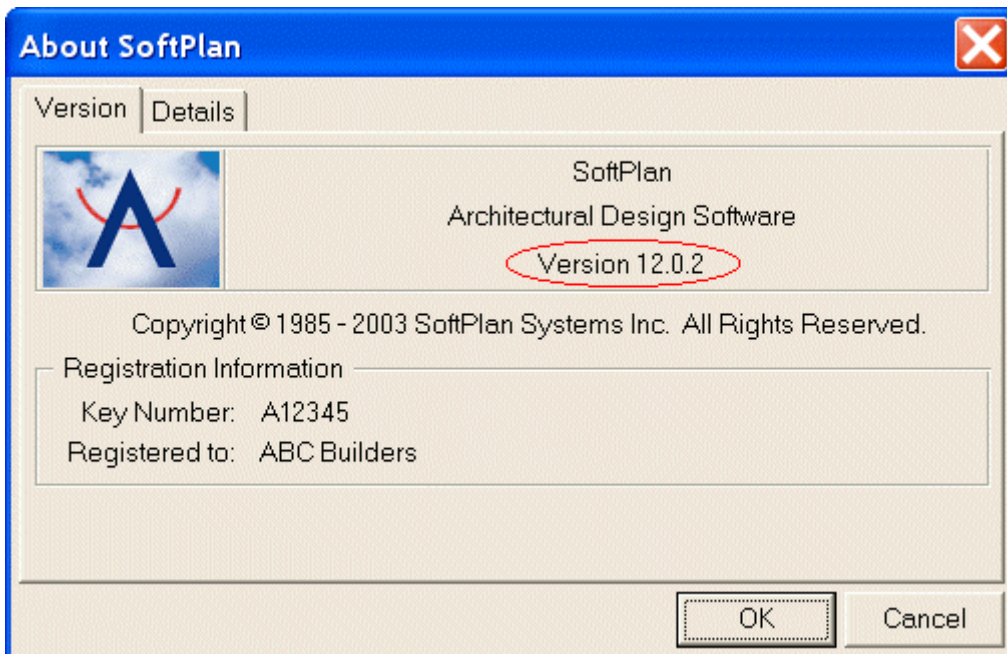 About SoftPlan
Version Details
SoftPlan
Architectural Design Software
Version 12.0.2
Copyright © 1985 - 2003 SoftPlan Systems Inc. All Rights Reserved.
Registration Information
Key Number: A12345
Registered to: ABC Builders
OK Cancel